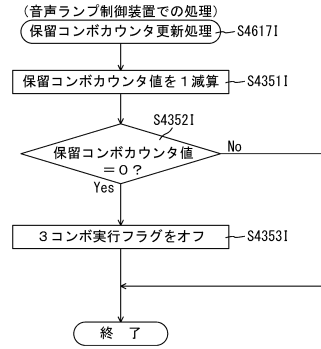 （音声ランプ制御装置での処理）
保留コンボカウンタ更新処理
S4617I
保留コンボカウンタ値を１減算
S4351I
S4352I
保留コンボカウンタ値
＝０？
No
Yes
３コンボ実行フラグをオフ
S4353I
終　了